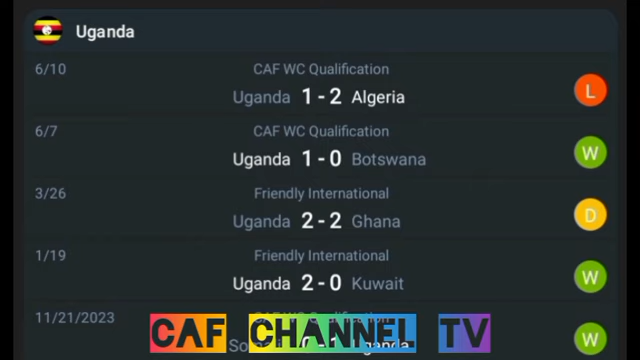 Uganda
6/10 CAF WC Qualification
Uganda 1 - 2 Algeria L
6/7 CAF WC Qualification
Uganda 1 - 0 Botswana W
3/26 Friendly International
Uganda 2 - 2 Ghana D
1/19 Friendly International
Uganda 2 - 0 Kuwait W
11/21/2023
CAF CHANNEL TV
W